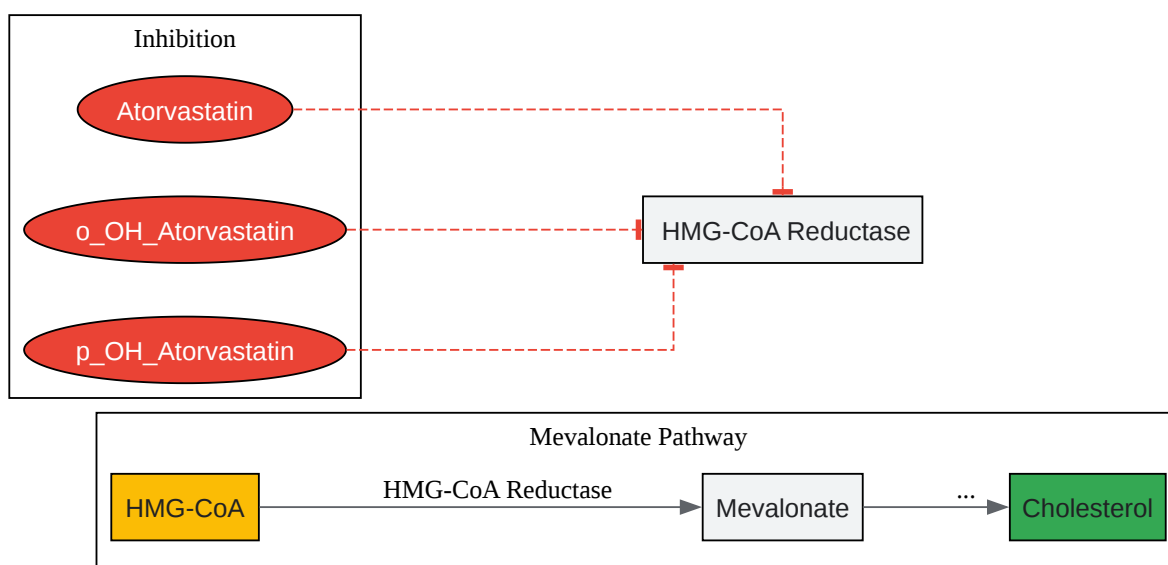 Inhibition
Atorvastatin
o_OH_Atorvastatin
HMG-CoA Reductase
p_OH_Atorvastatin
Mevalonate Pathway
HMG-CoA
HMG-CoA Reductase
Mevalonate
...
Cholesterol